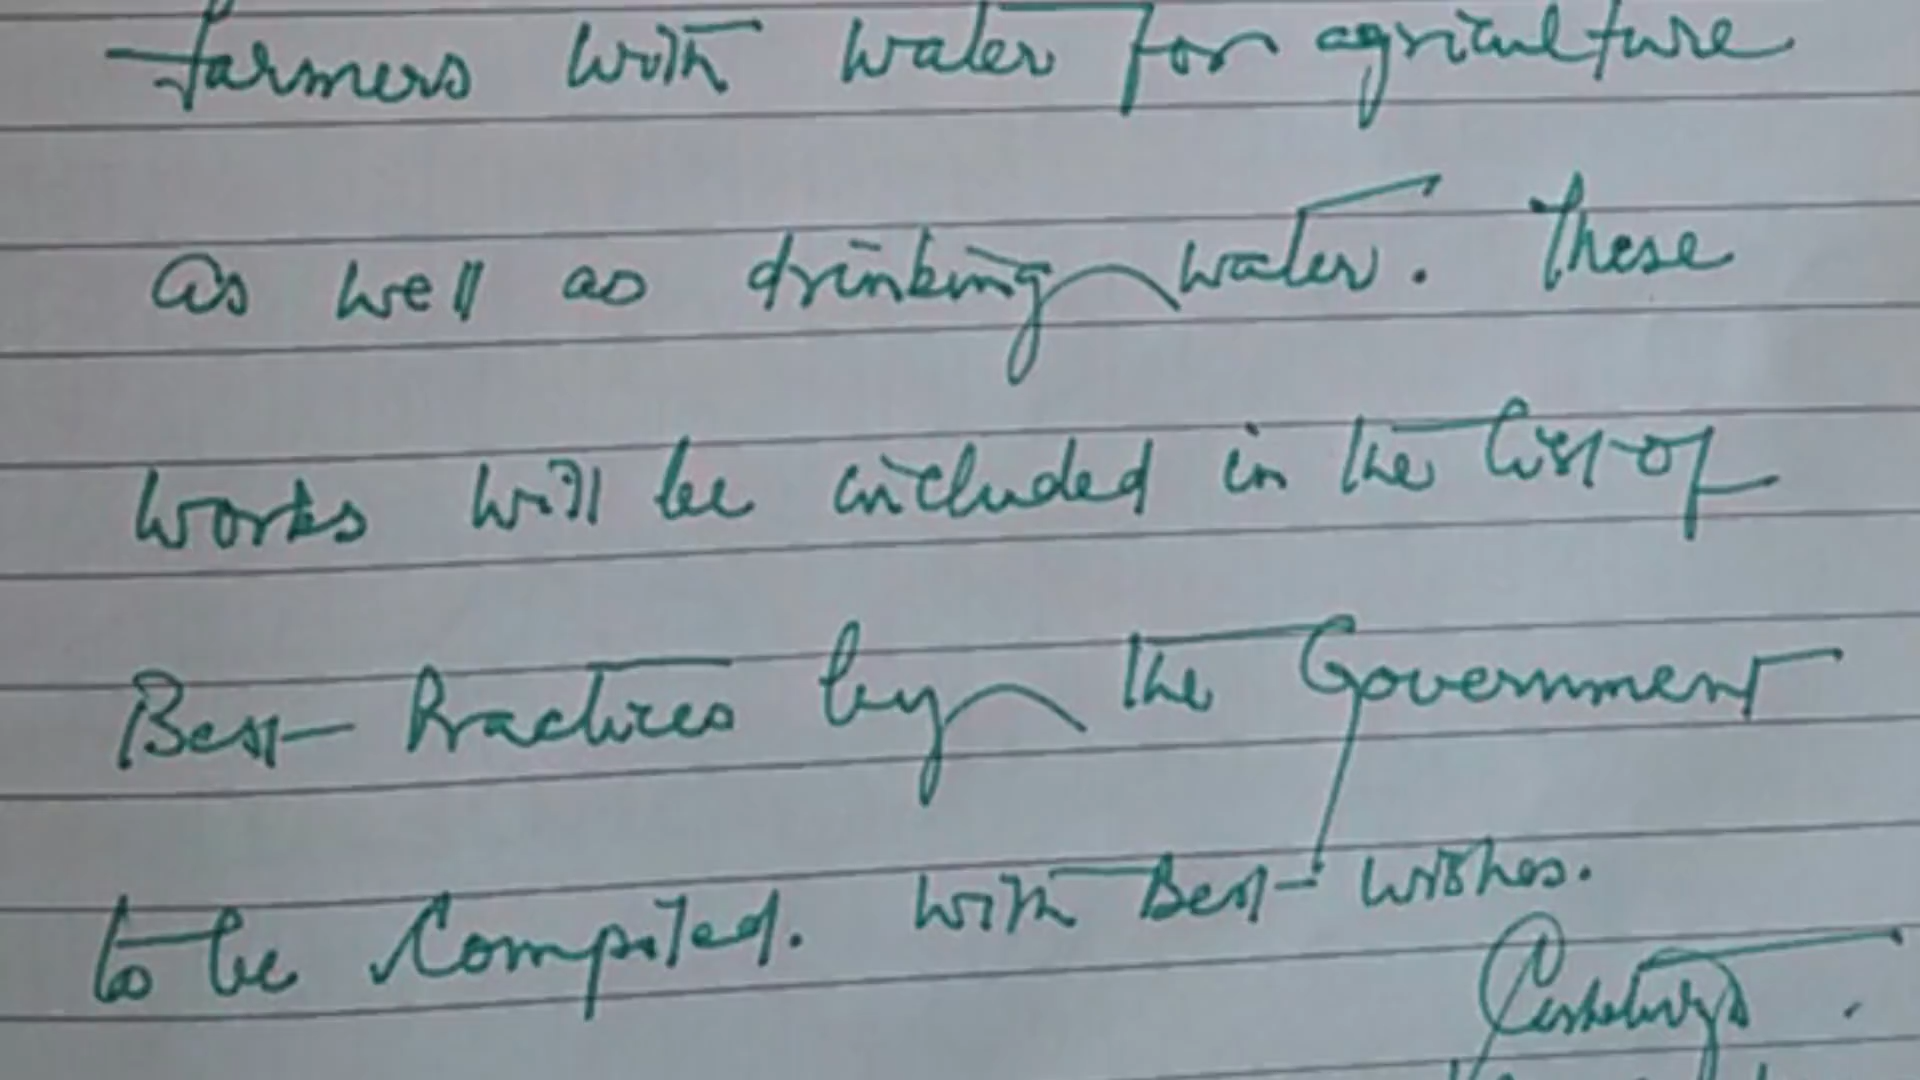 farmers with water for agriculture
as well as drinking water. These
works will be included in the list of
Best Practices by the Government
to be Compiled. With Best wishes.